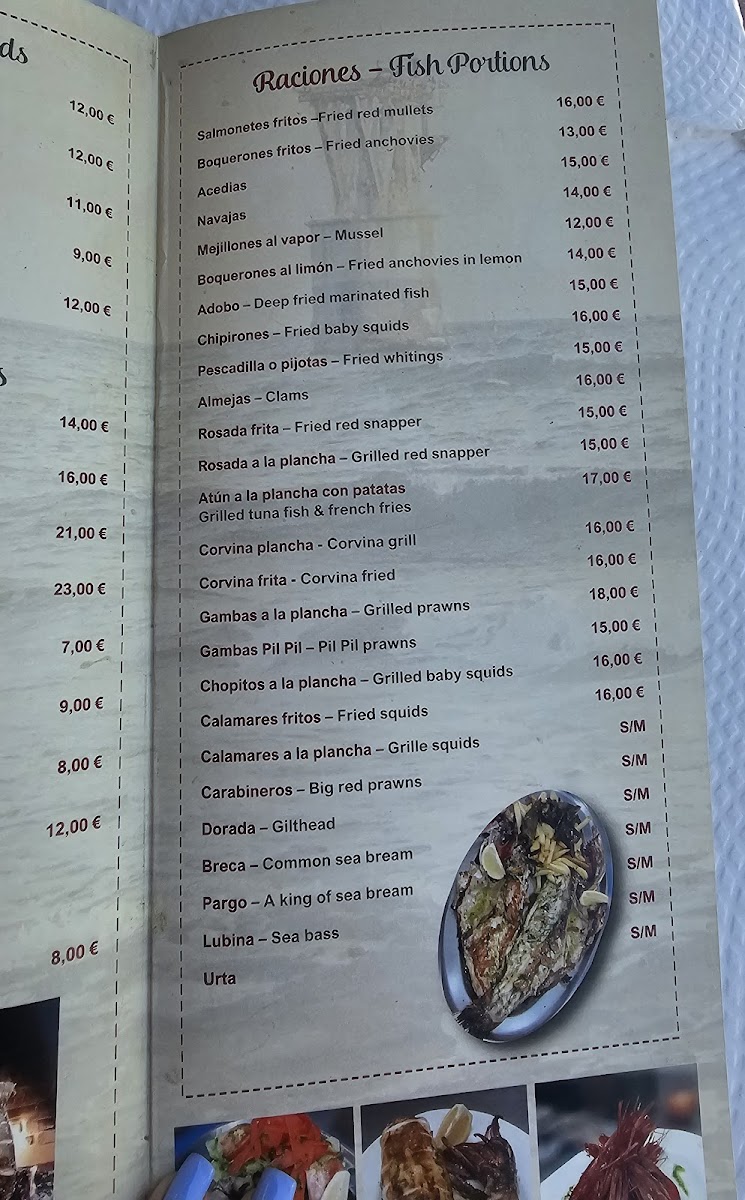 ds
12,00 €
12,00 €
11,00 €
9,00 €
12,00 €
s
14,00 €
16,00 €
21,00 €
23,00 €
7,00 €
9,00 €
8,00 €
12,00 €
8,00 €
Raciones – Fish Portions
Salmonetes fritos –Fried red mullets 16,00 €
Boquerones fritos – Fried anchovies 13,00 €
Acedias 15,00 €
Navajas 14,00 €
Mejillones al vapor – Mussel 12,00 €
Boquerones al limón – Fried anchovies in lemon 14,00 €
Adobo – Deep fried marinated fish 15,00 €
Chipirones – Fried baby squids 16,00 €
Pescadilla o pijotas – Fried whitings 15,00 €
Almejas – Clams 16,00 €
Rosada frita – Fried red snapper 15,00 €
Rosada a la plancha – Grilled red snapper 15,00 €
Atún a la plancha con patatas 17,00 €
Grilled tuna fish & french fries
Corvina plancha - Corvina grill 16,00 €
Corvina frita - Corvina fried 16,00 €
Gambas a la plancha – Grilled prawns 18,00 €
Gambas Pil Pil – Pil Pil prawns 15,00 €
Chopitos a la plancha – Grilled baby squids 16,00 €
Calamares fritos – Fried squids 16,00 €
Calamares a la plancha – Grille squids S/M
Carabineros – Big red prawns S/M
Dorada – Gilthead S/M
Breca – Common sea bream S/M
Pargo – A king of sea bream S/M
Lubina – Sea bass S/M
Urta S/M